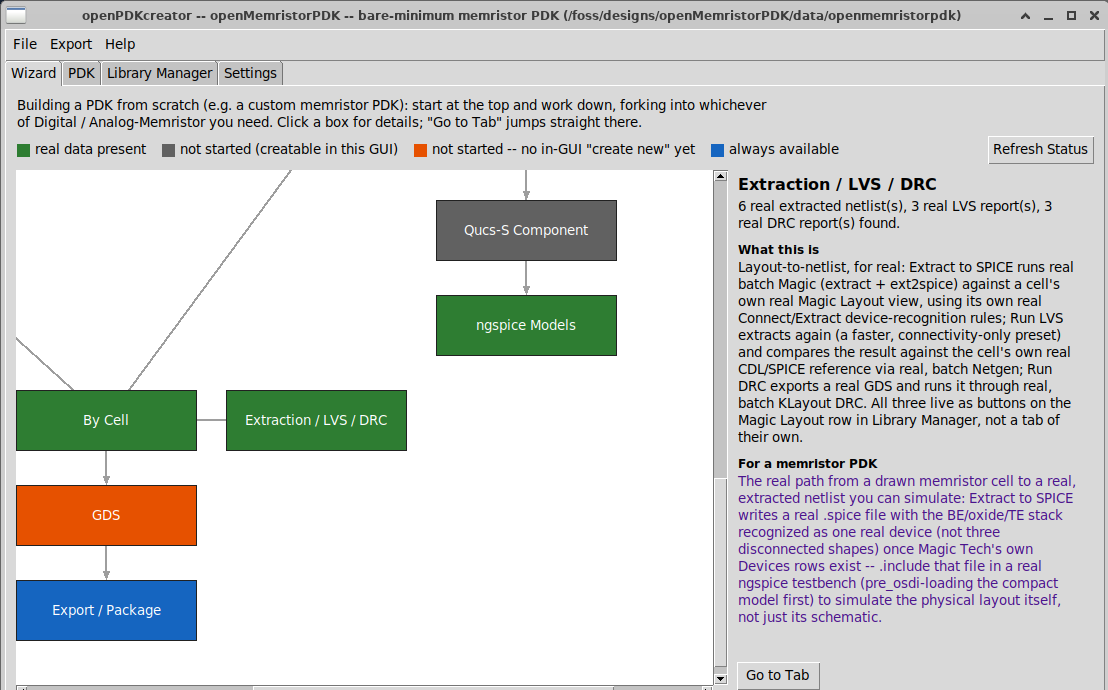 openPDKcreator -- openMemristorPDK -- bare-minimum memristor PDK (/foss/designs/openMemristorPDK/data/openmemristorpdk)
File Export Help
Wizard PDK Library Manager Settings
Building a PDK from scratch (e.g. a custom memristor PDK): start at the top and work down, forking into whichever
of Digital / Analog-Memristor you need. Click a box for details; "Go to Tab" jumps straight there.
real data present not started (creatable in this GUI) not started -- no in-GUI "create new" yet always available
Refresh Status
Qucs-S Component
ngspice Models
By Cell
Extraction / LVS / DRC
GDS
Export / Package
Extraction / LVS / DRC
6 real extracted netlist(s), 3 real LVS report(s), 3
real DRC report(s) found.
What this is
Layout-to-netlist, for real: Extract to SPICE runs real
batch Magic (extract + ext2spice) against a cell's
own real Magic Layout view, using its own real
Connect/Extract device-recognition rules; Run LVS
extracts again (a faster, connectivity-only preset)
and compares the result against the cell's own real
CDL/SPICE reference via real, batch Netgen; Run
DRC exports a real GDS and runs it through real,
batch KLayout DRC. All three live as buttons on the
Magic Layout row in Library Manager, not a tab of
their own.
For a memristor PDK
The real path from a drawn memristor cell to a real,
extracted netlist you can simulate: Extract to SPICE
writes a real .spice file with the BE/oxide/TE stack
recognized as one real device (not three
disconnected shapes) once Magic Tech's own
Devices rows exist -- .include that file in a real
ngspice testbench (pre_osdi-loading the compact
model first) to simulate the physical layout itself,
not just its schematic.
Go to Tab